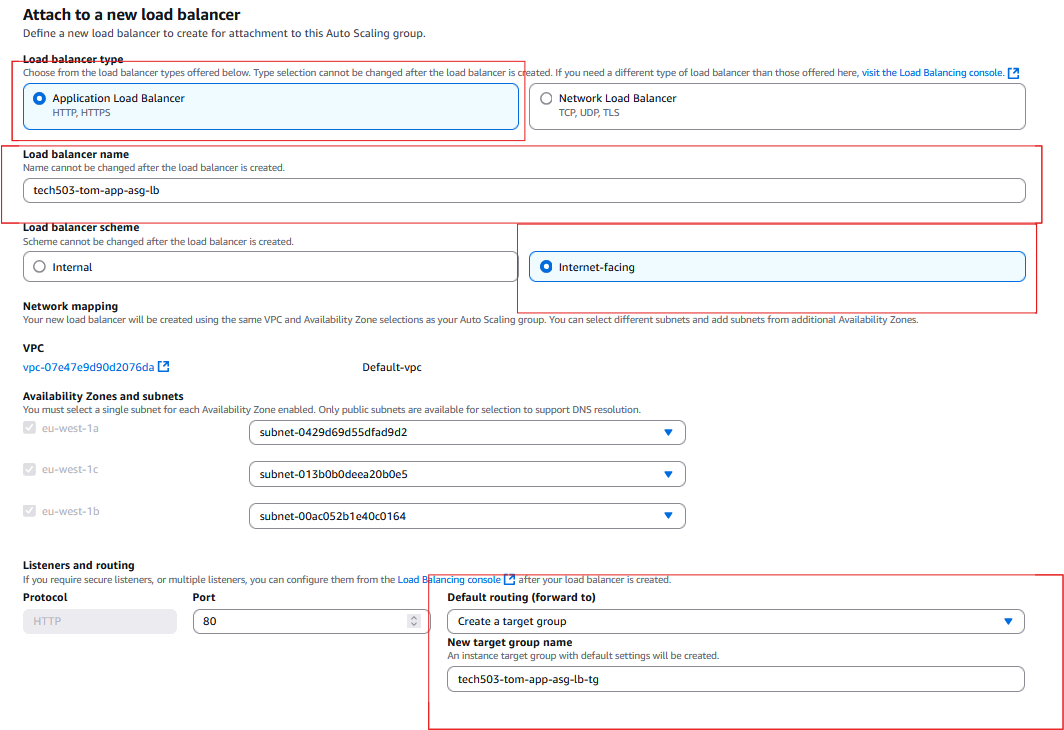 Attach to a new load balancer
Define a new load balancer to create for attachment to this Auto Scaling group.
Load balancer type
Choose from the load balancer types offered below. Type selection cannot be changed after the load balancer is created. If you need a different type of load balancer than those offered here, visit the Load Balancing console.
Application Load Balancer
HTTP, HTTPS
Network Load Balancer
TCP, UDP, TLS
Load balancer name
Name cannot be changed after the load balancer is created.
tech503-tom-app-asg-lb
Load balancer scheme
Scheme cannot be changed after the load balancer is created.
Internal
Internet-facing
Network mapping
Your new load balancer will be created using the same VPC and Availability Zone selections as your Auto Scaling group. You can select different subnets and add subnets from additional Availability Zones.
VPC
vpc-07e47e9d90d2076da
Default-vpc
Availability Zones and subnets
You must select a single subnet for each Availability Zone enabled. Only public subnets are available for selection to support DNS resolution.
eu-west-1a
subnet-0429d69d55dfad9d2
eu-west-1c
subnet-013b0b0deea20b0e5
eu-west-1b
subnet-00ac052b1e40c0164
Listeners and routing
If you require secure listeners, or multiple listeners, you can configure them from the Load Balancing console after your load balancer is created.
Protocol
HTTP
Port
80
Default routing (forward to)
Create a target group
New target group name
An instance target group with default settings will be created.
tech503-tom-app-asg-lb-tg